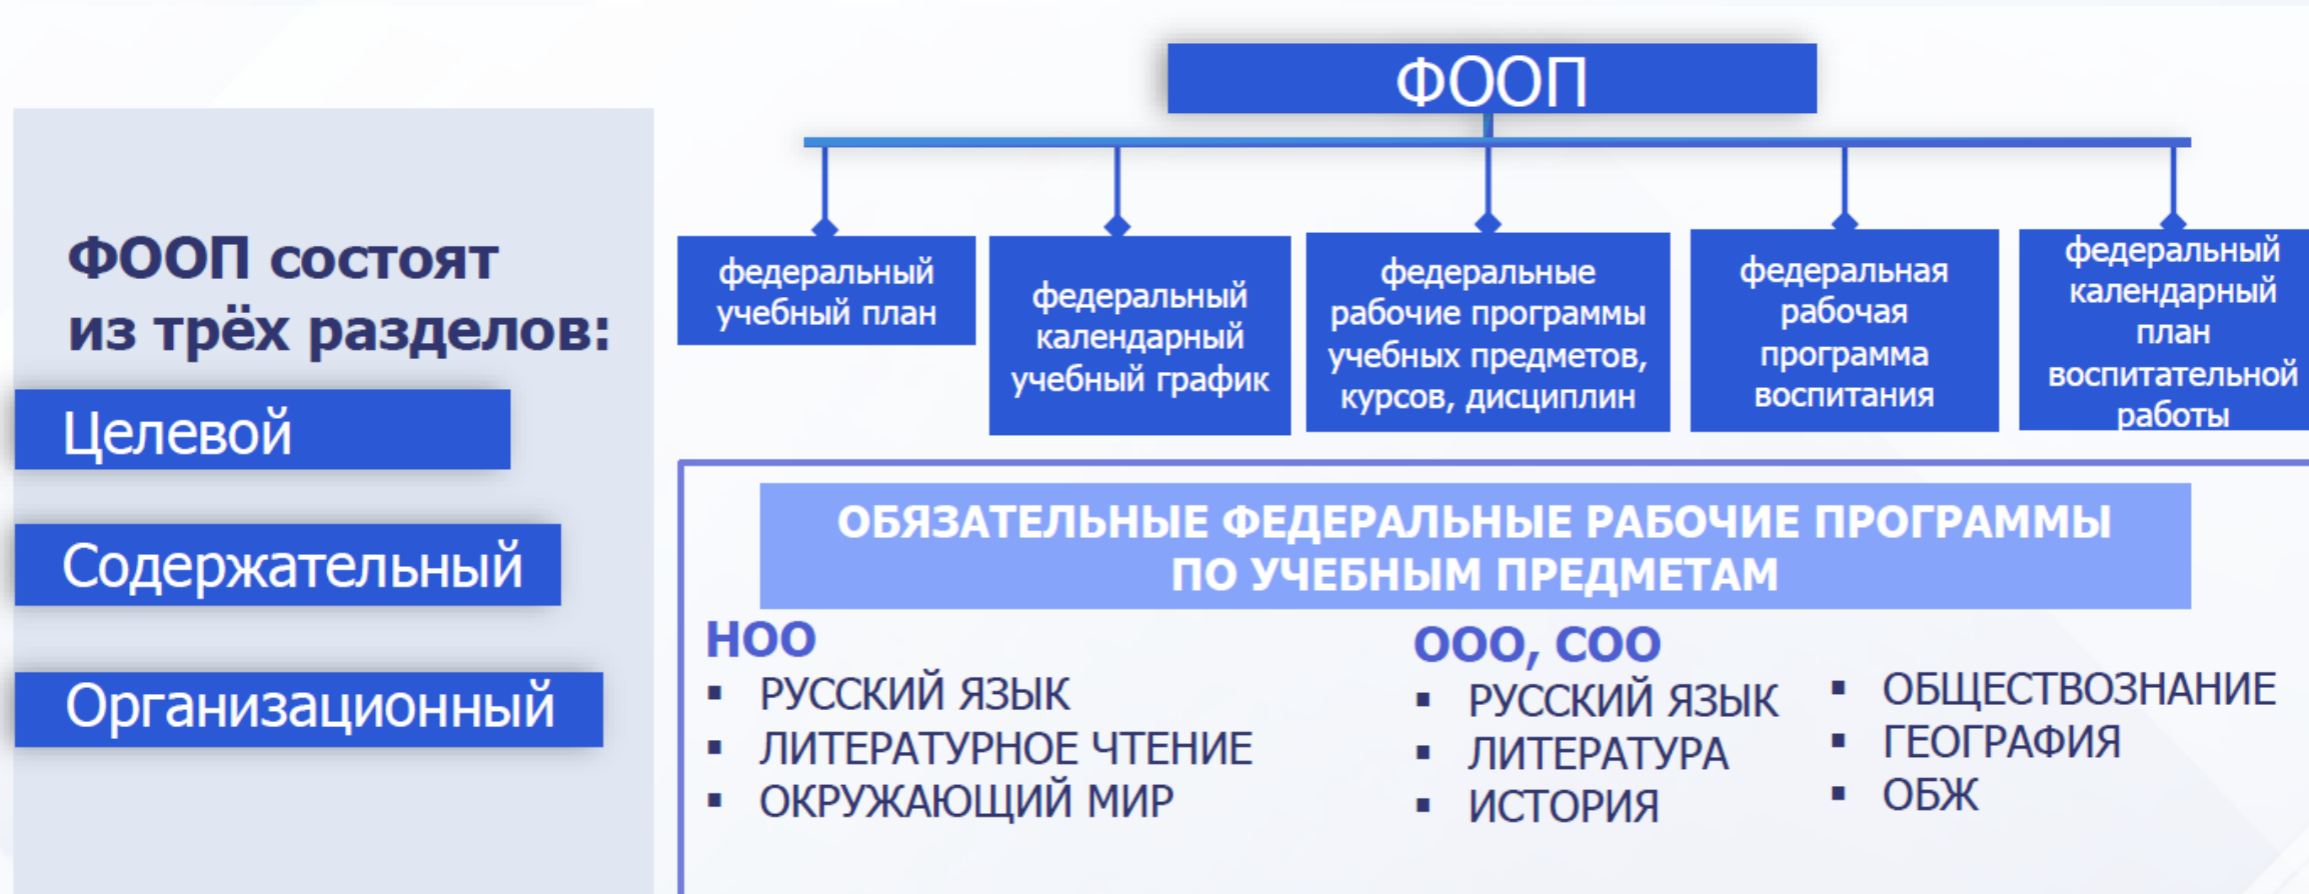 ФООП
ФООП состоят
из трёх разделов:
Целевой
Содержательный
Организационный
федеральный
учебный план
федеральный
календарный
учебный график
федеральные
рабочие программы
учебных предметов,
курсов, дисциплин
федеральная
рабочая
программа
воспитания
федеральный
календарный
план
воспитательной
работы
ОБЯЗАТЕЛЬНЫЕ ФЕДЕРАЛЬНЫЕ РАБОЧИЕ ПРОГРАММЫ
ПО УЧЕБНЫМ ПРЕДМЕТАМ
НОО
▪ РУССКИЙ ЯЗЫК
▪ ЛИТЕРАТУРНОЕ ЧТЕНИЕ
▪ ОКРУЖАЮЩИЙ МИР
ООО, СОО
▪ РУССКИЙ ЯЗЫК
▪ ЛИТЕРАТУРА
▪ ИСТОРИЯ
▪ ОБЩЕСТВОЗНАНИЕ
▪ ГЕОГРАФИЯ
▪ ОБЖ